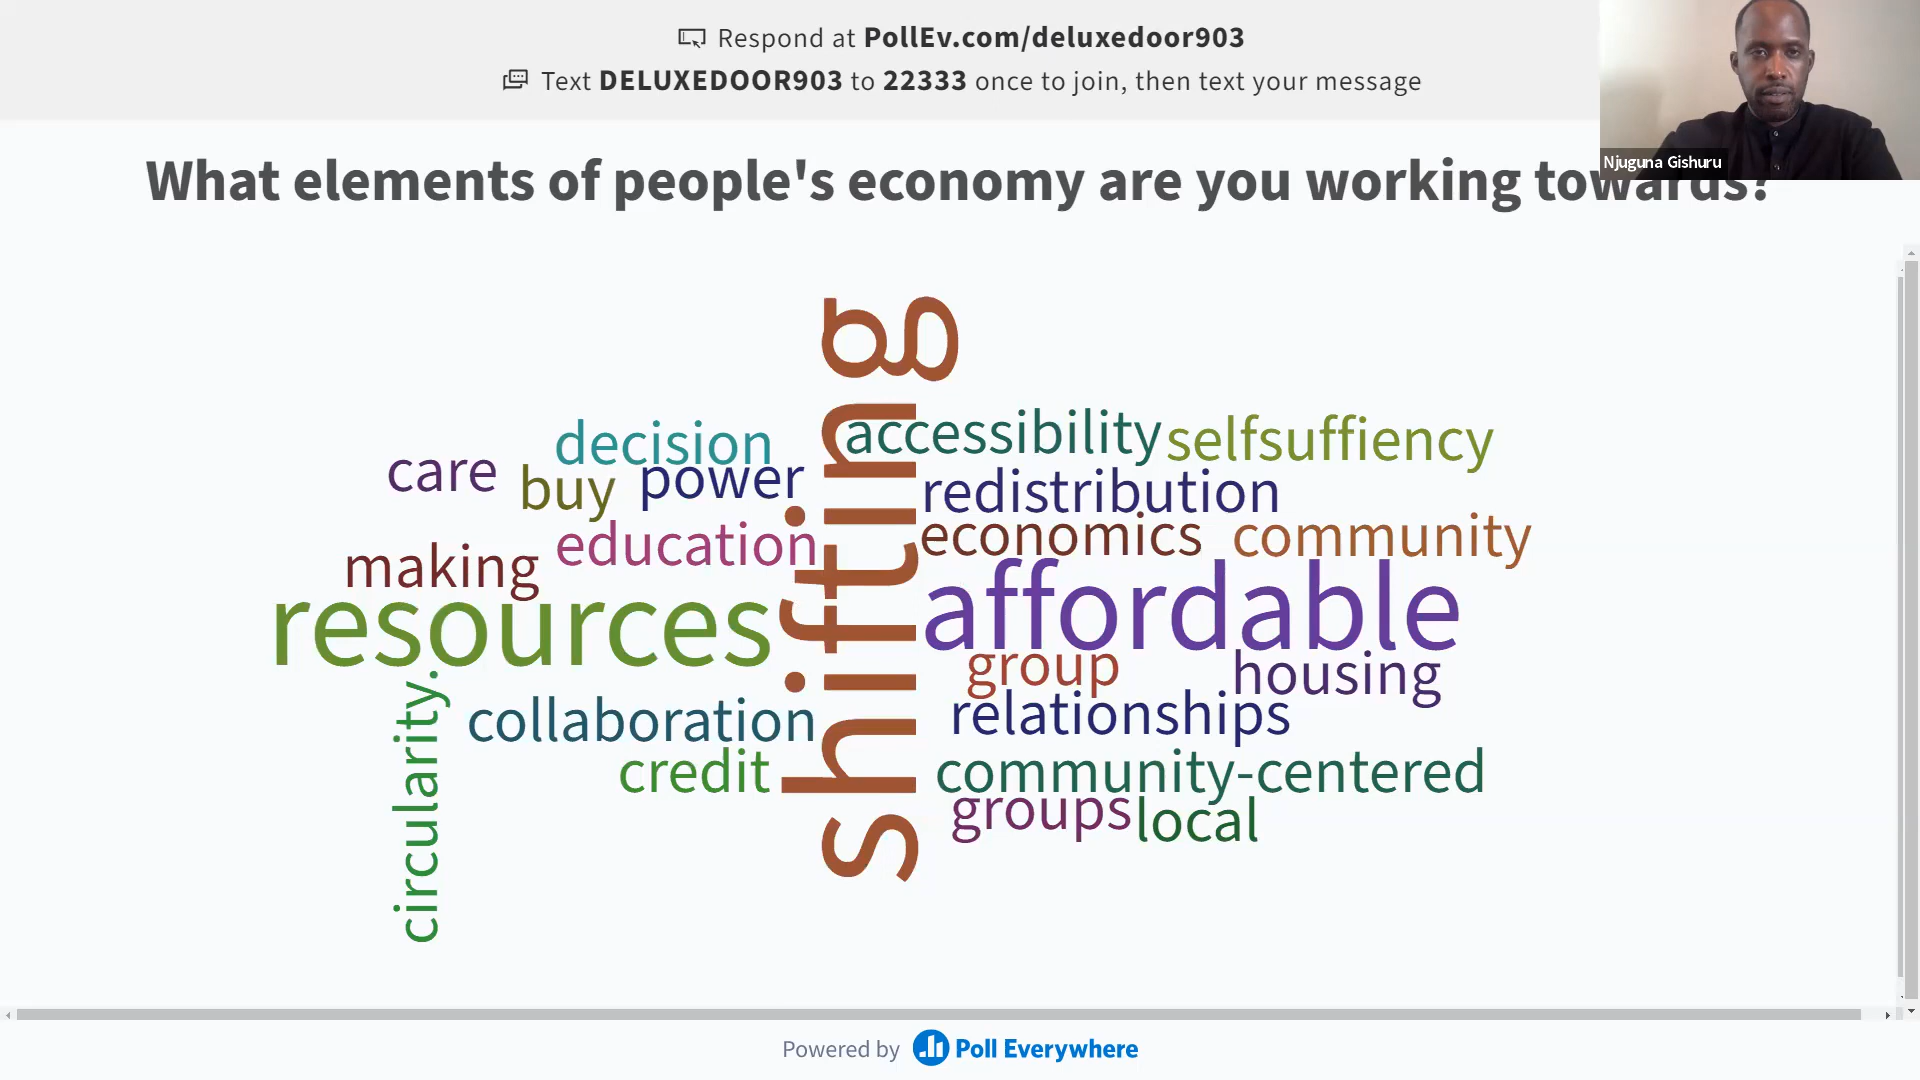 Respond at PollEv.com/deluxedoor903
Text DELUXEDOOR903 to 22333 once to join, then text your message
Njuguna Gishuru
What elements of people's economy are you working towards?
shifting
decision
accessibility
selfsuffiency
care
buy
power
redistribution
education
economics
community
making
resources
affordable
group
housing
circularity.
collaboration
relationships
credit
community-centered
groups
local
Powered by Poll Everywhere